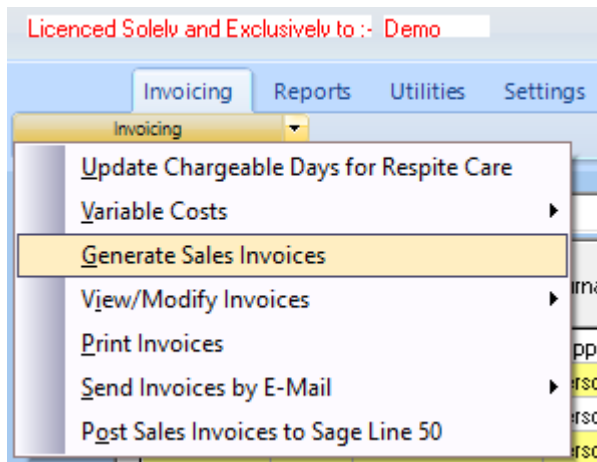 Licenced Solely and Exclusively to :- Demo
Invoicing Reports Utilities Settings
Invoicing
Update Chargeable Days for Respite Care
Variable Costs
Generate Sales Invoices
View/Modify Invoices
Print Invoices
Send Invoices by E-Mail
Post Sales Invoices to Sage Line 50